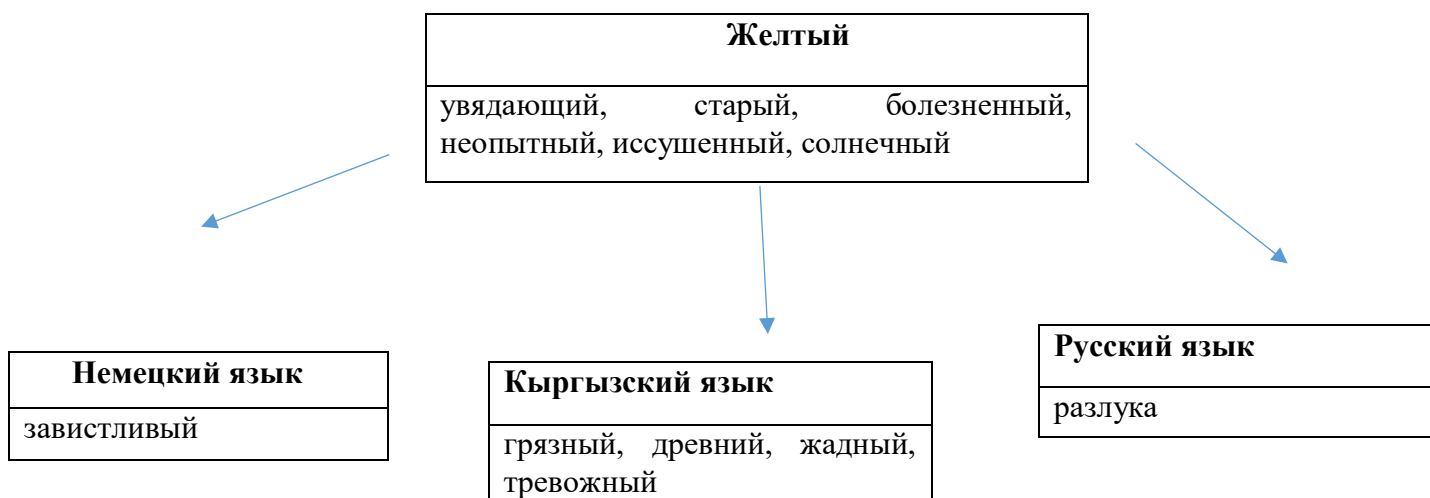 Желтый
увядающий, старый, болезненный,
неопытный, иссушенный, солнечный
Немецкий язык
завистливый
Кыргызский язык
грязный, древний, жадный,
тревожный
Русский язык
разлука